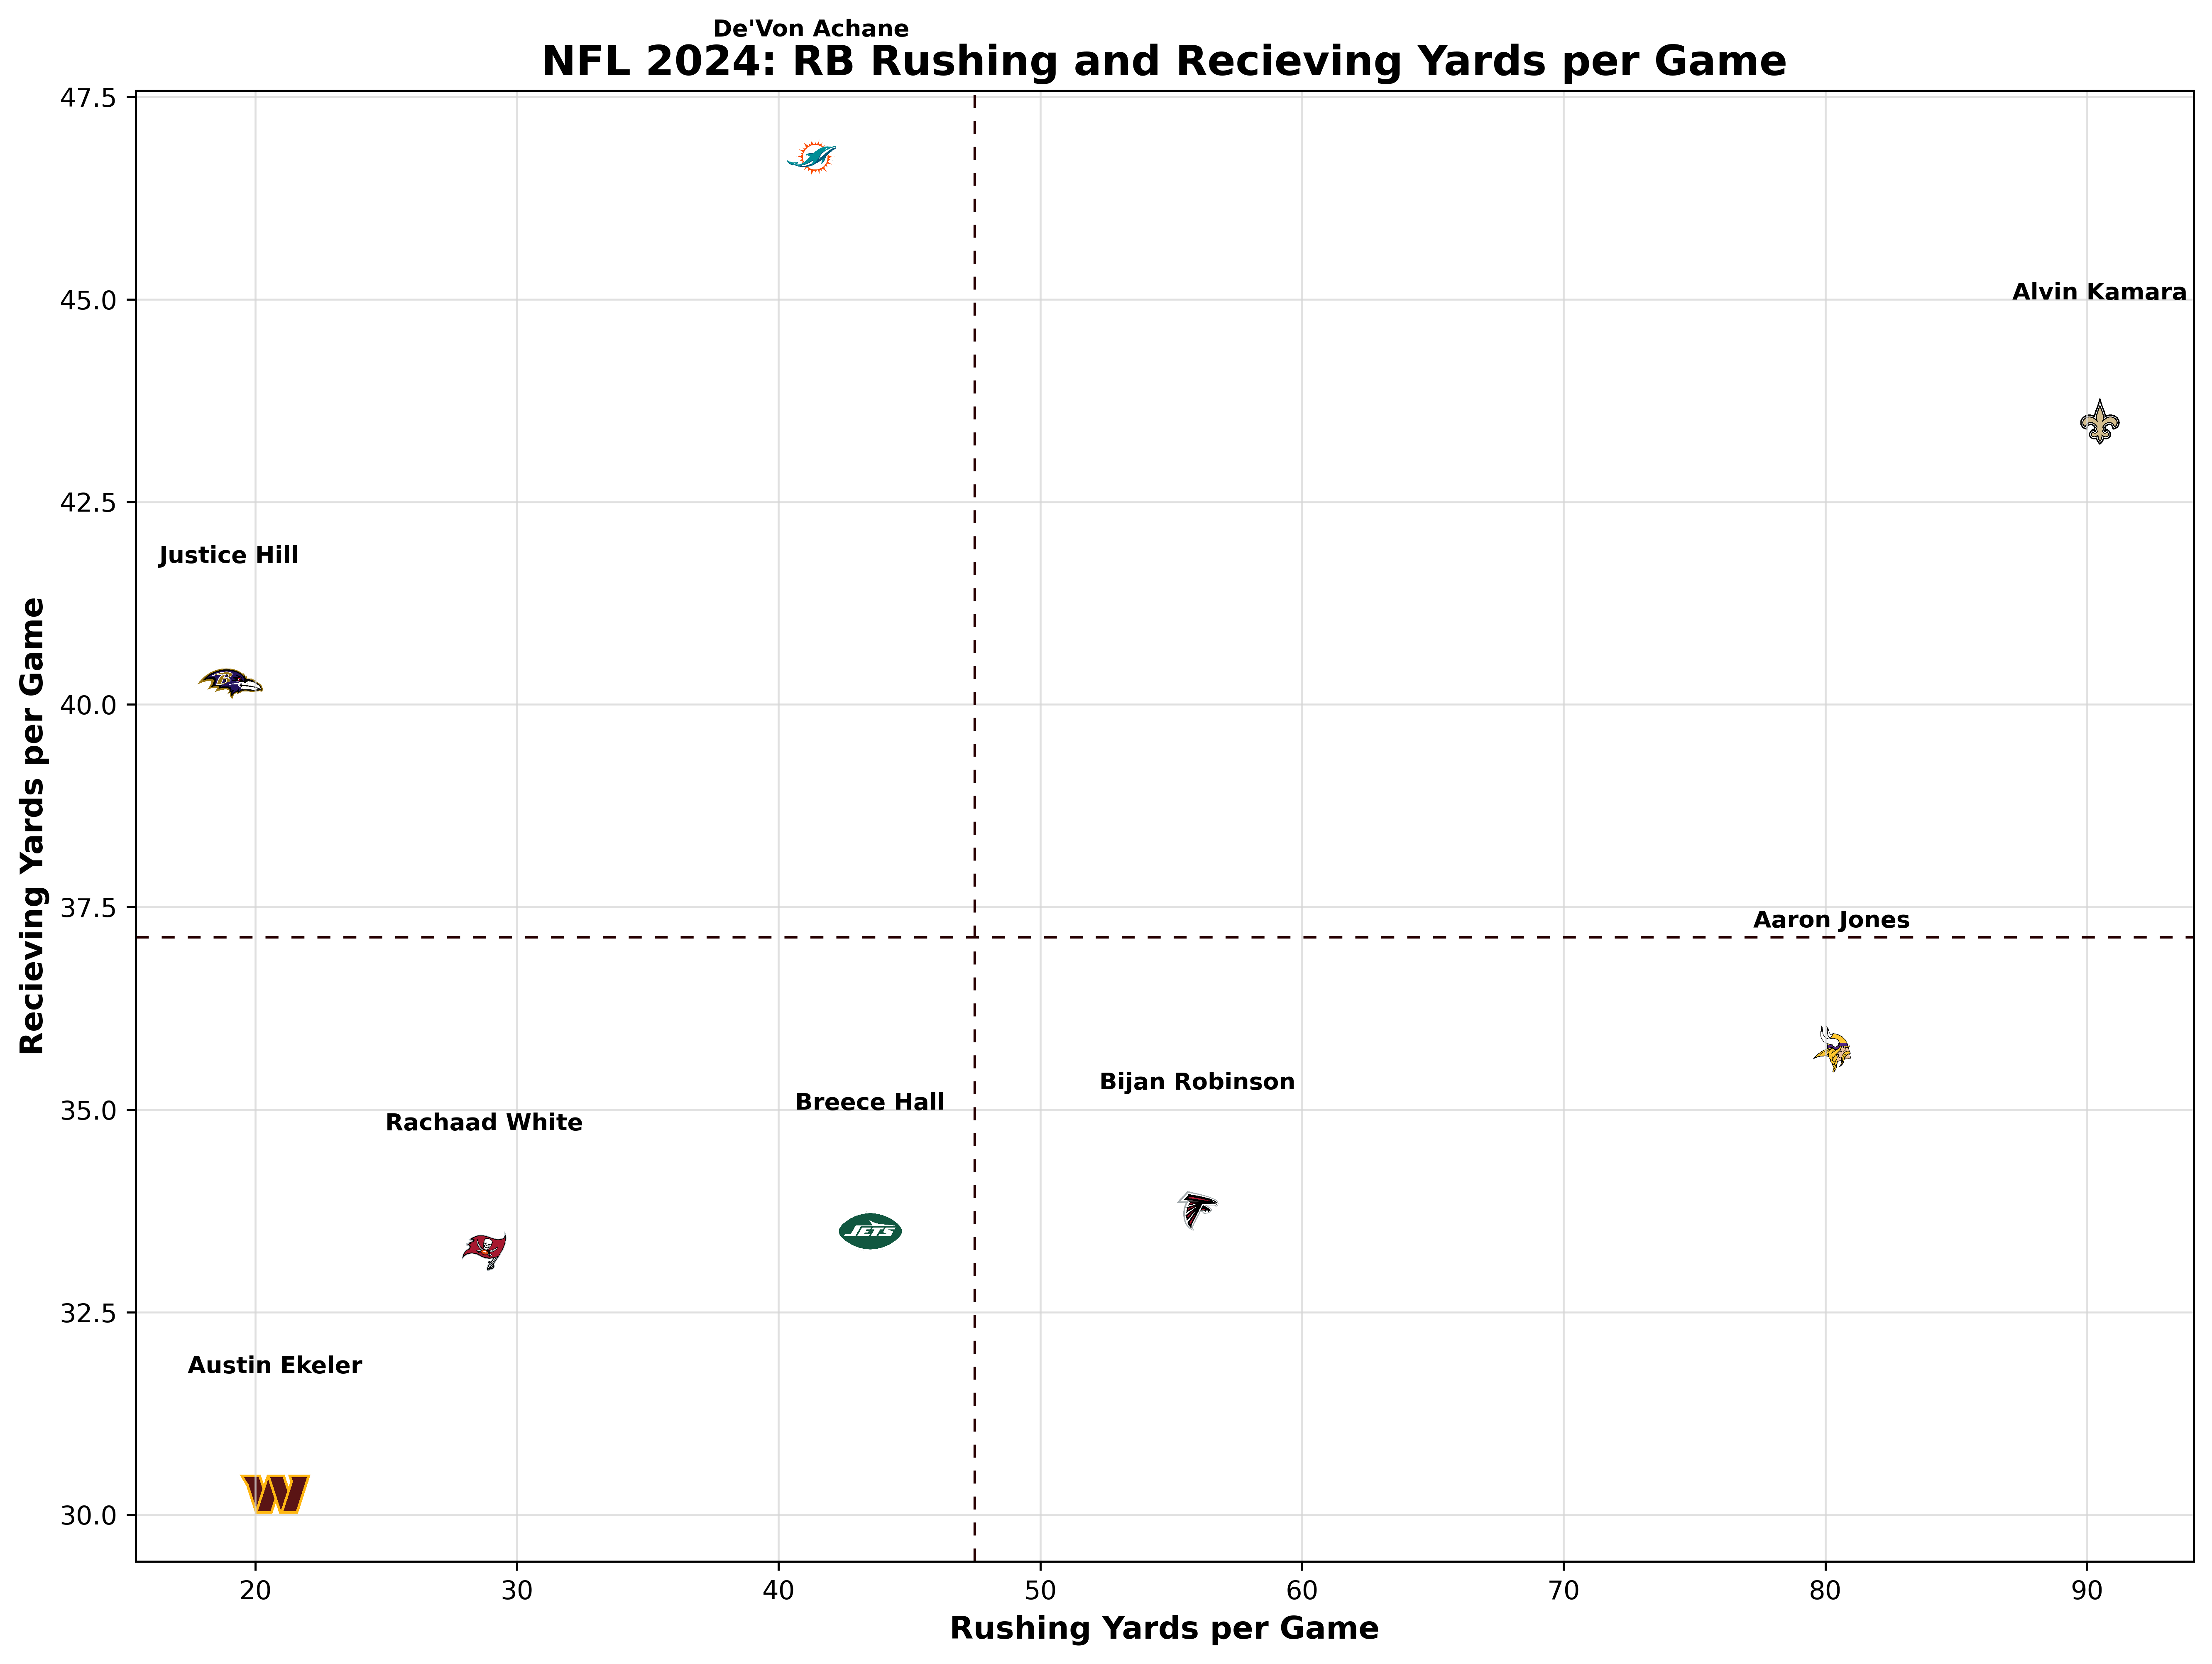 De'Von Achane
NFL 2024: RB Rushing and Recieving Yards per Game
47.5
45.0
42.5
40.0
37.5
35.0
32.5
30.0
Recieving Yards per Game
Alvin Kamara
Justice Hill
B
Aaron Jones
Bijan Robinson
Breece Hall
Rachaad White
JETS
Austin Ekeler
W
20 30 40 50 60 70 80 90
Rushing Yards per Game